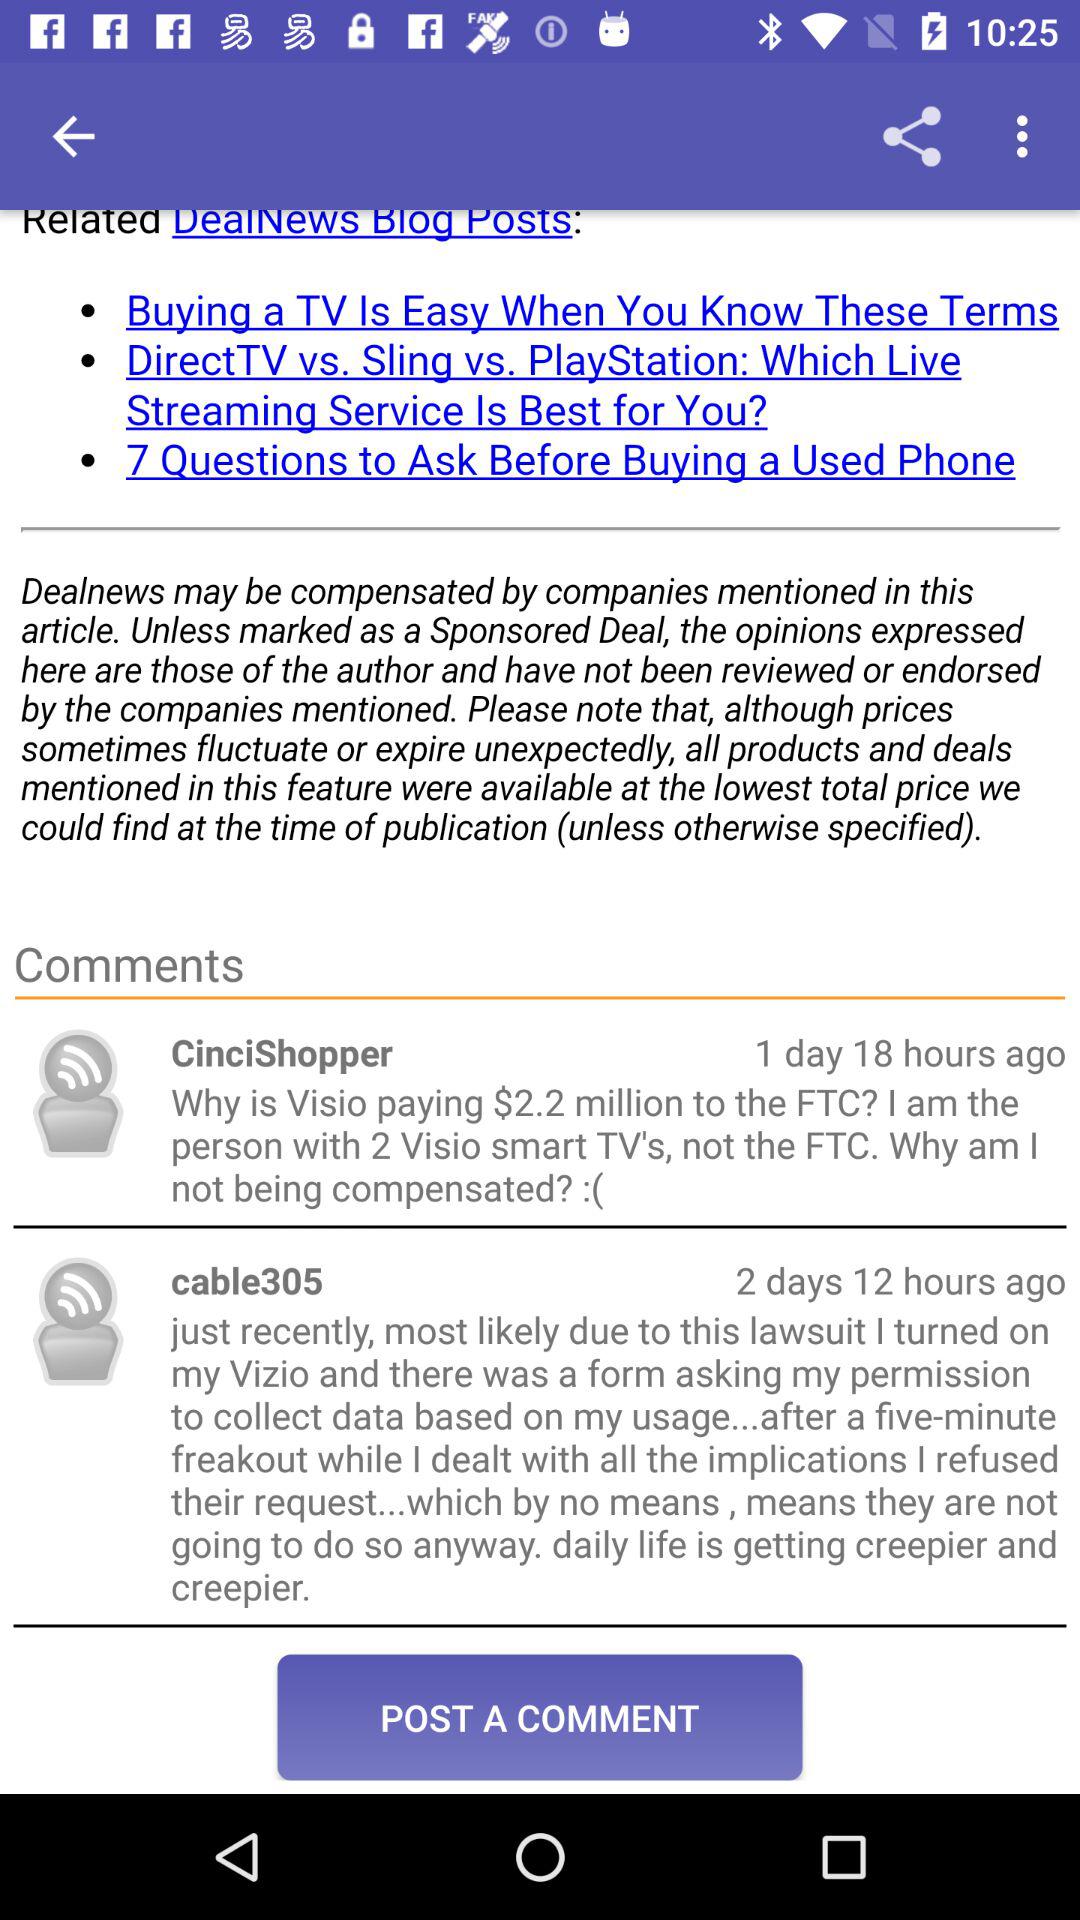 FAKE
10:25
Related DealNews Blog Posts:
• Buying a TV Is Easy When You Know These Terms
• DirectTV vs. Sling vs. PlayStation: Which Live
Streaming Service Is Best for You?
• 7 Questions to Ask Before Buying a Used Phone
Dealnews may be compensated by companies mentioned in this
article. Unless marked as a Sponsored Deal, the opinions expressed
here are those of the author and have not been reviewed or endorsed
by the companies mentioned. Please note that, although prices
sometimes fluctuate or expire unexpectedly, all products and deals
mentioned in this feature were available at the lowest total price we
could find at the time of publication (unless otherwise specified).
Comments
CinciShopper 1 day 18 hours ago
Why is Visio paying $2.2 million to the FTC? I am the
person with 2 Visio smart TV's, not the FTC. Why am I
not being compensated? :(
cable305 2 days 12 hours ago
just recently, most likely due to this lawsuit I turned on
my Vizio and there was a form asking my permission
to collect data based on my usage...after a five-minute
freakout while I dealt with all the implications I refused
their request...which by no means , means they are not
going to do so anyway. daily life is getting creepier and
creepier.
POST A COMMENT